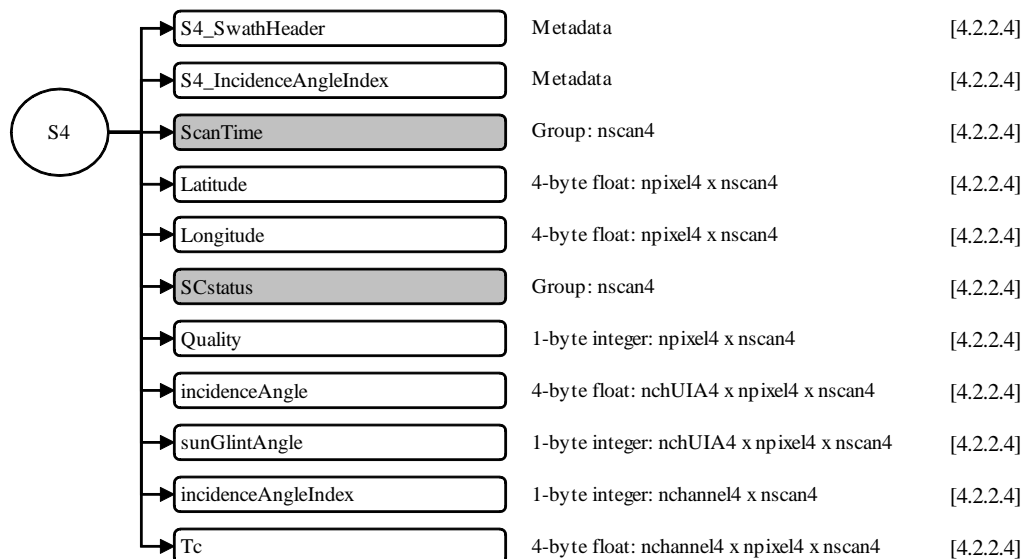 S4_SwathHeader Metadata [4.2.2.4]
S4_IncidenceAngleIndex Metadata [4.2.2.4]
S4 ScanTime Group: nscan4 [4.2.2.4]
Latitude 4-byte float: npixel4 x nscan4 [4.2.2.4]
Longitude 4-byte float: npixel4 x nscan4 [4.2.2.4]
SCstatus Group: nscan4 [4.2.2.4]
Quality 1-byte integer: npixel4 x nscan4 [4.2.2.4]
incidenceAngle 4-byte float: nchUIA4 x npixel4 x nscan4 [4.2.2.4]
sunGlintAngle 1-byte integer: nchUIA4 x npixel4 x nscan4 [4.2.2.4]
incidenceAngleIndex 1-byte integer: nchannel4 x nscan4 [4.2.2.4]
Tc 4-byte float: nchannel4 x npixel4 x nscan4 [4.2.2.4]